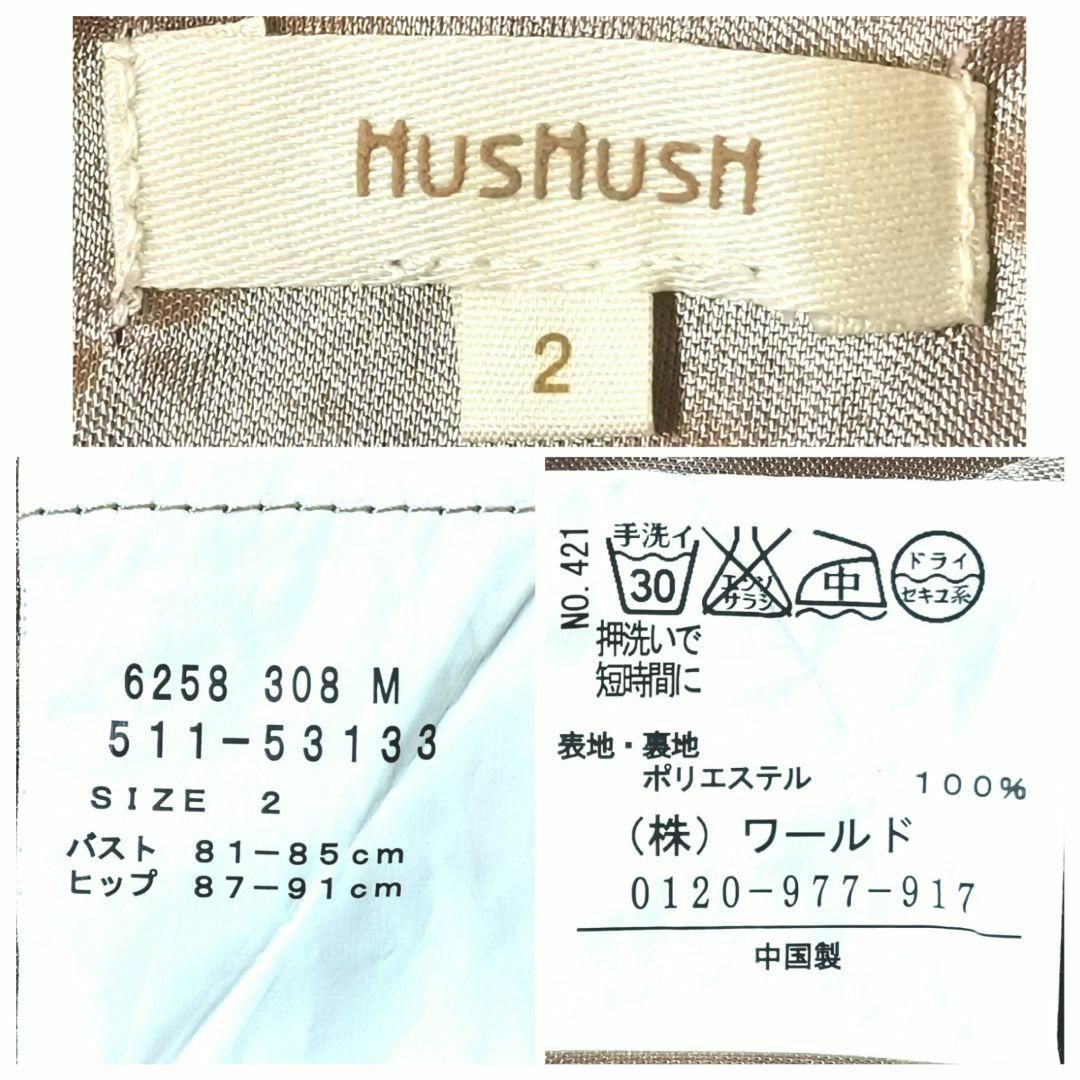 HUSHUSH
2
6258 308 M
511-53133
SIZE 2
バスト 81-85cm
ヒップ 87-91cm
NO.421
手洗イ
30
エンソ
サラシ
中
ドライ
セキユ系
押洗いで
短時間に
表地・裏地
ポリエステル 100%
(株) ワールド
0120-977-917
中国製